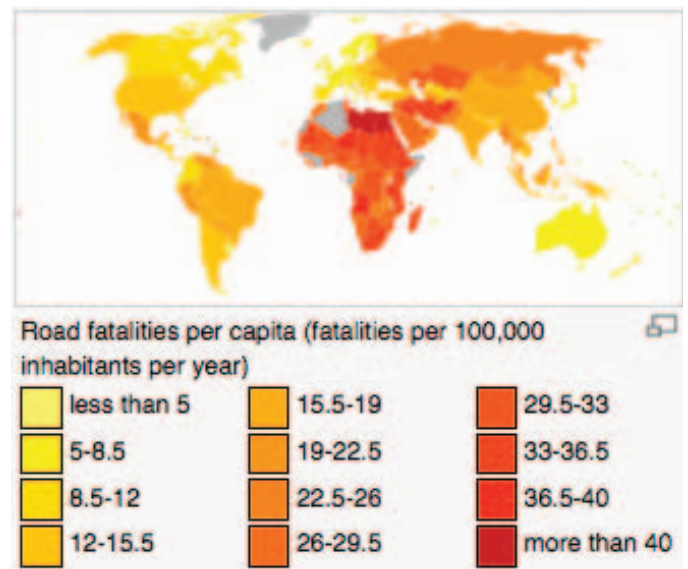 Road fatalities per capita (fatalities per 100,000
inhabitants per year)
less than 5
5-8.5
8.5-12
12-15.5
15.5-19
19-22.5
22.5-26
26-29.5
29.5-33
33-36.5
36.5-40
more than 40